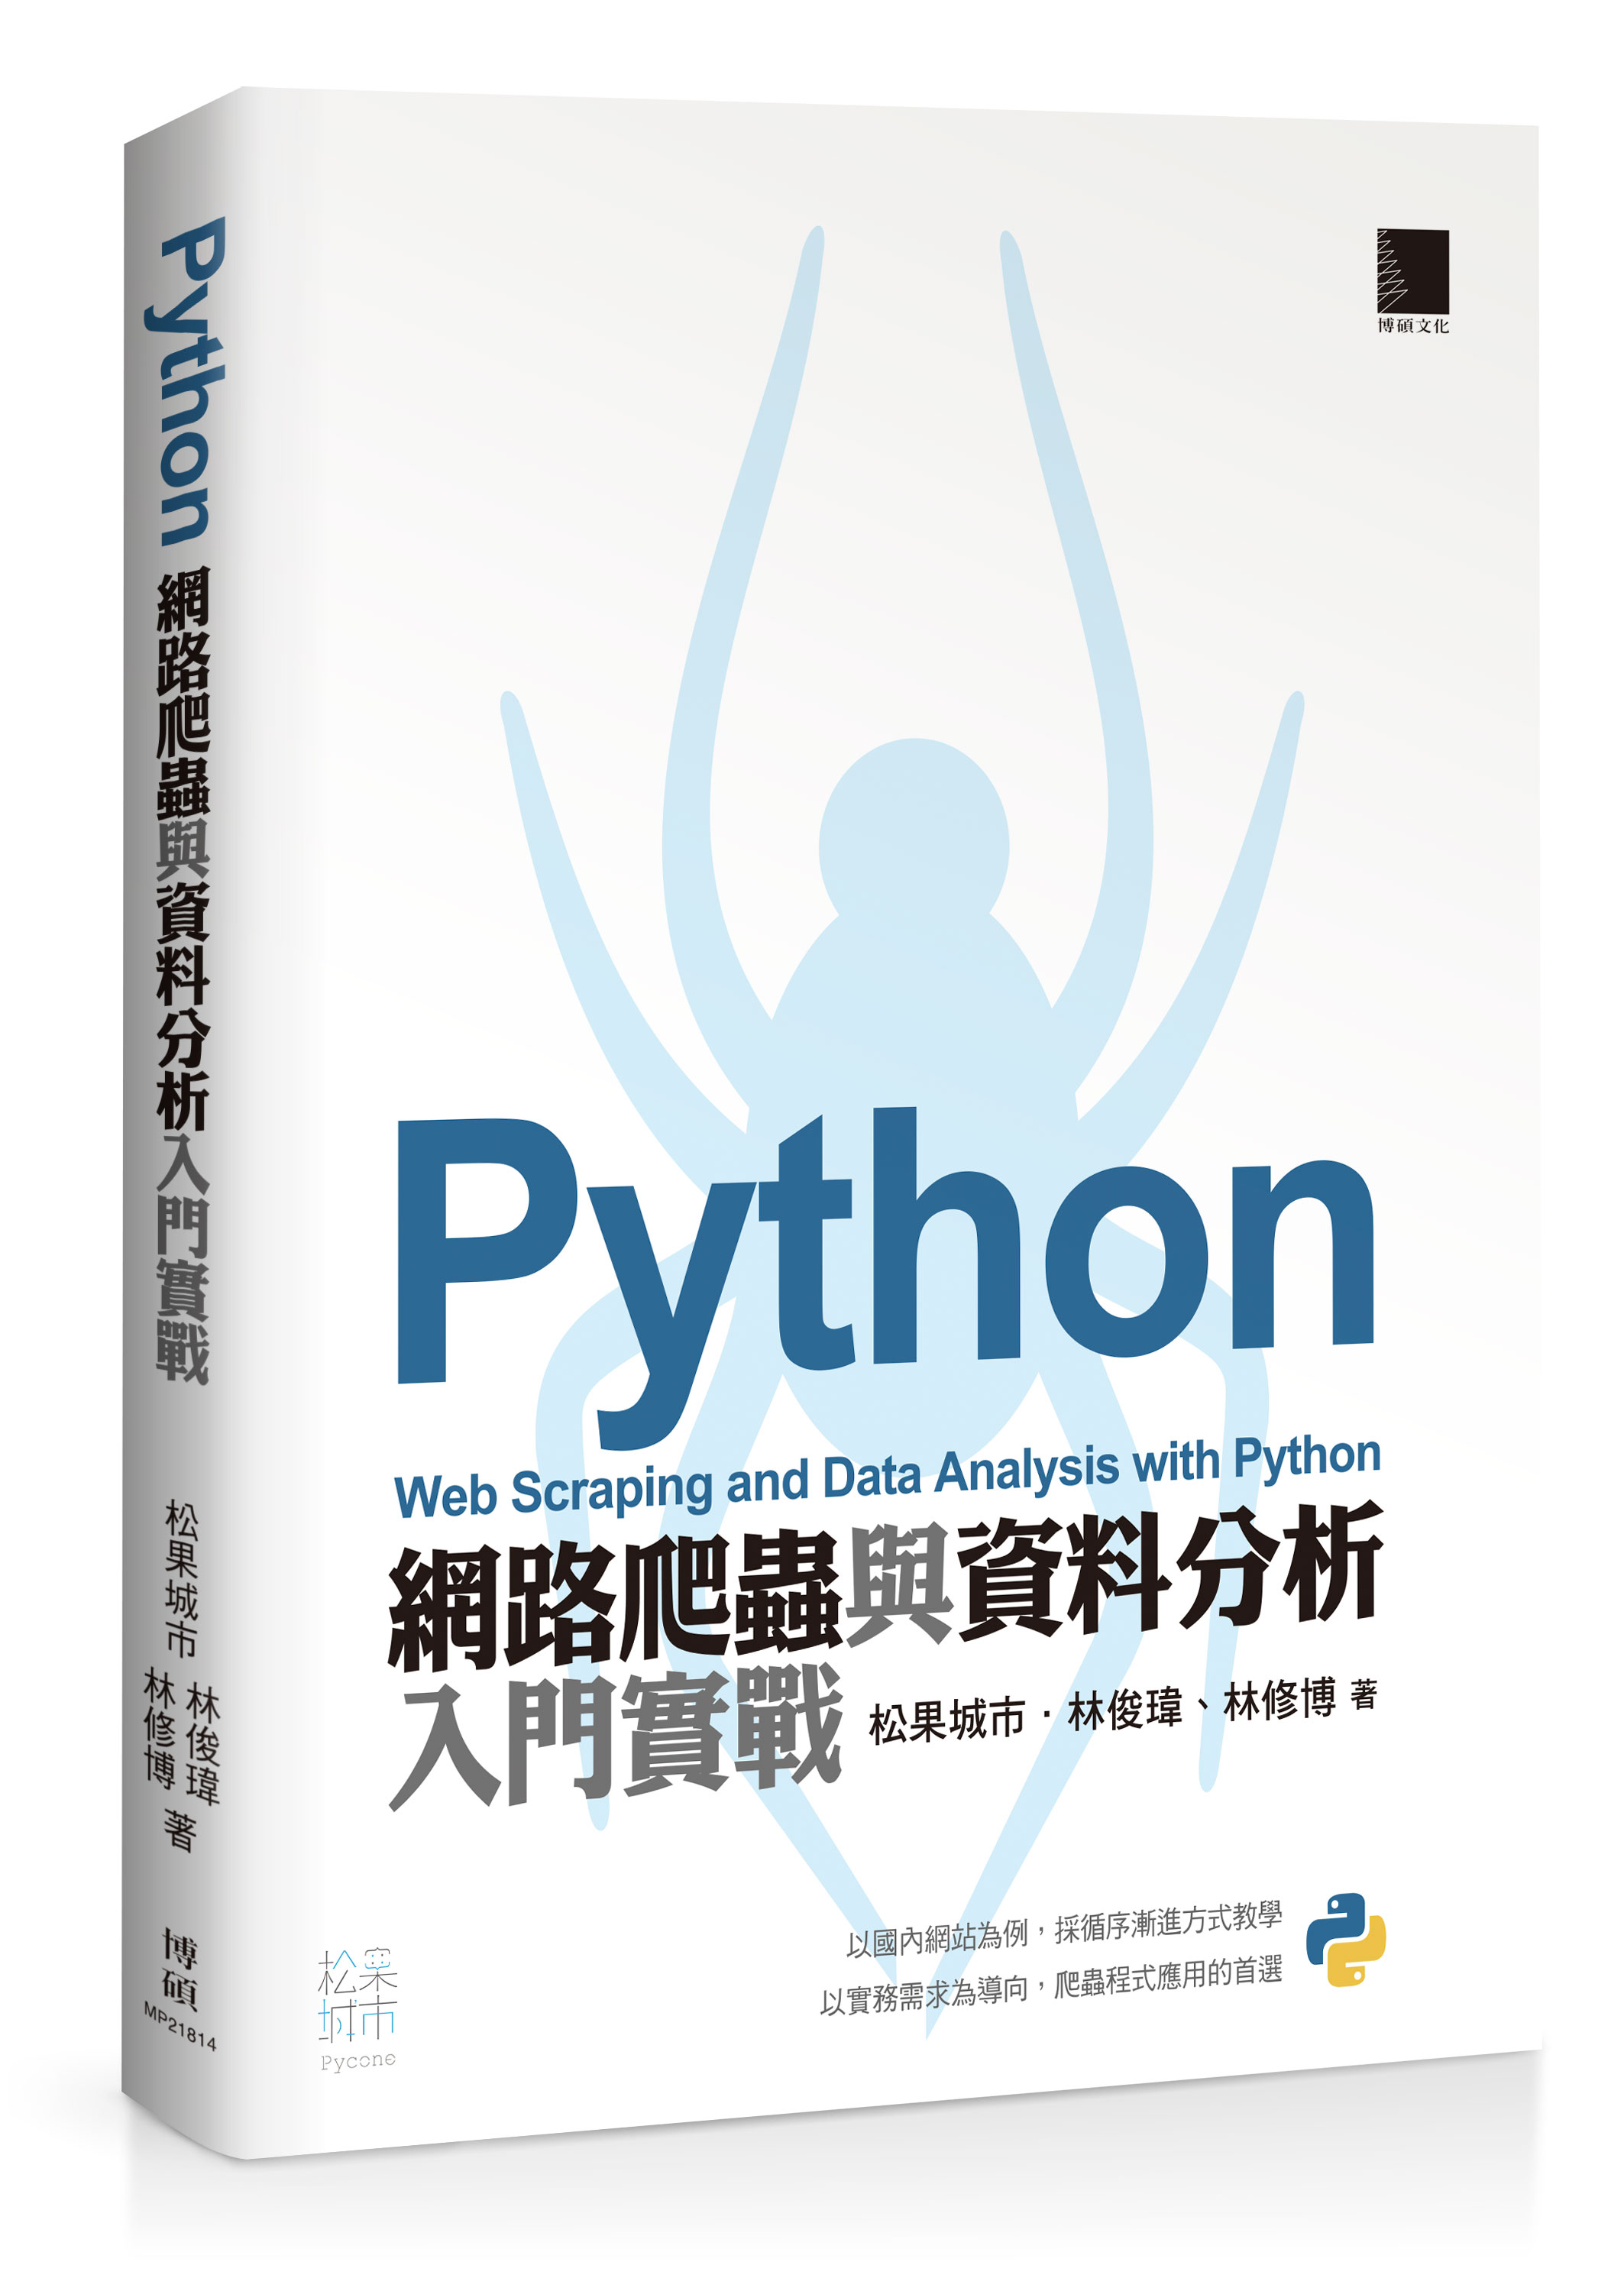 Python 網路爬蟲與資料分析入門實戰
松果城市
林俊瑋
林修博
著
博碩
MP21814
博碩文化
Python
Web Scraping and Data Analysis with Python
網路爬蟲與資料分析
入門實戰
松果城市·林俊瑋、林修博 著
以國內網站為例，採循序漸進方式教學
以實務需求為導向，爬蟲程式應用的首選
松果
城市
Pycone